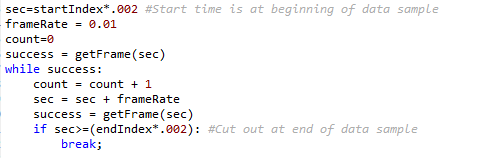 sec=startIndex*.002 #Start time is at beginning of data sample
frameRate = 0.01
count=0
success = getFrame(sec)
while success:
    count = count + 1
    sec = sec + frameRate
    success = getFrame(sec)
    if sec>=(endIndex*.002): #Cut out at end of data sample
        break;